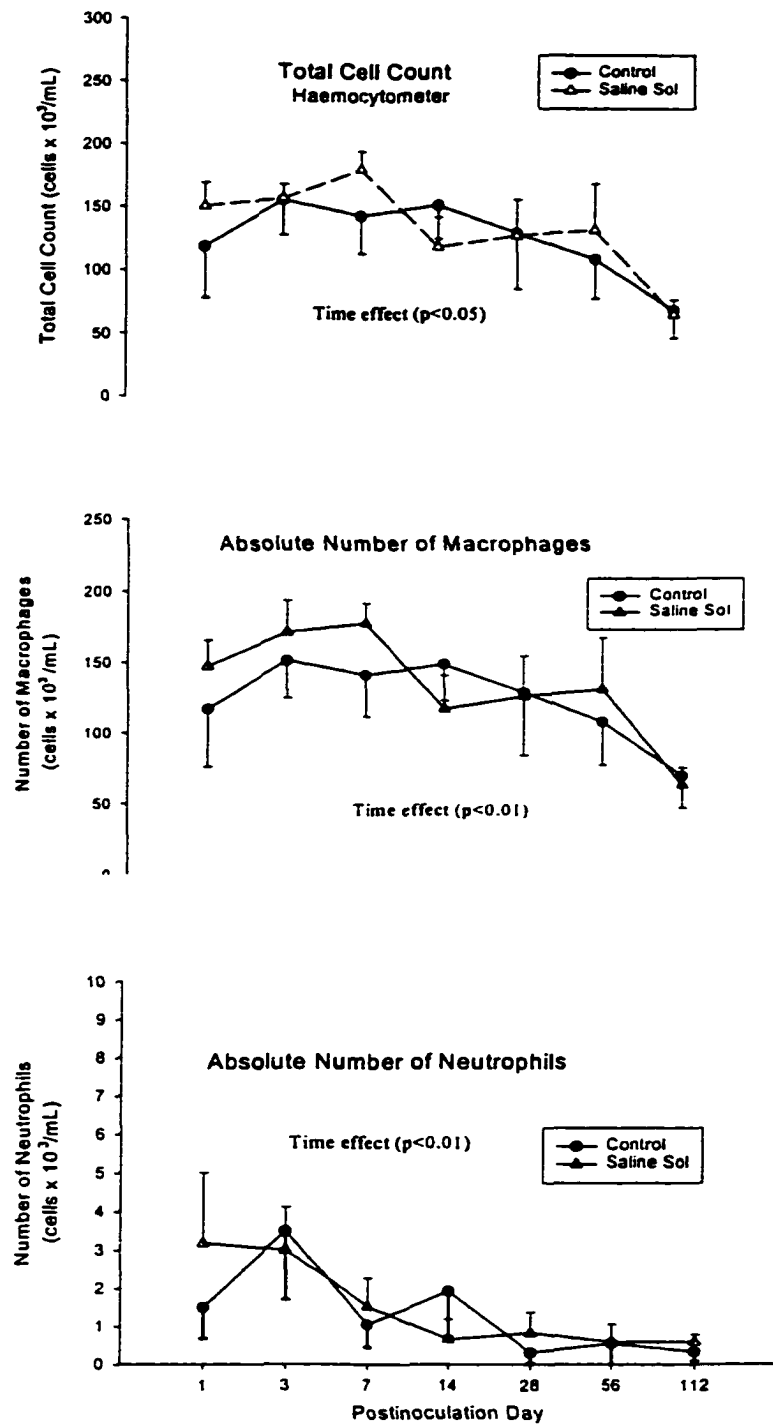 300
250
200
150
100
50
0
Total Cell Count (cells x 10³/mL)
Total Cell Count
Haemocytometer
Control
Saline Sol
Time effect (p<0.05)
250
200
150
100
50
0
Number of Macrophages
(cells x 10³/mL)
Absolute Number of Macrophages
Control
Saline Sol
Time effect (p<0.01)
10
9
8
7
6
5
4
3
2
1
0
Number of Neutrophils
(cells x 10³/mL)
Absolute Number of Neutrophils
Time effect (p<0.01)
Control
Saline Sol
1 3 7 14 28 56 112
Postinoculation Day